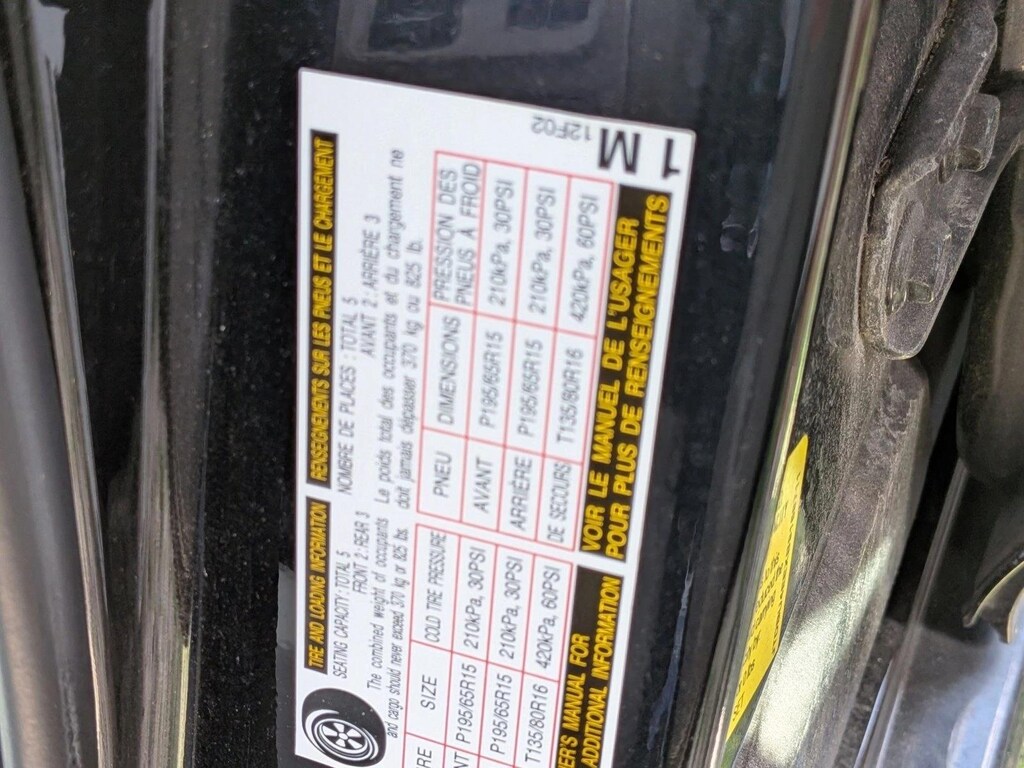 TIRE AND LOADING INFORMATION
SEATING CAPACITY : TOTAL 5
FRONT 2 : REAR 3
The combined weight of occupants
and cargo should never exceed 370 kg or 825 lbs.
RE SIZE COLD TIRE PRESSURE
NT P195/65R15 210kPa, 30PSI
P195/65R15 210kPa, 30PSI
T135/80R16 420kPa, 60PSI
ER'S MANUAL FOR
ADDITIONAL INFORMATION
RENSEIGNEMENTS SUR LES PNEUS ET LE CHARGEMENT
NOMBRE DE PLACES : TOTAL 5
AVANT 2 : ARRIÈRE 3
Le poids total des occupants et du chargement ne
doit jamais dépasser 370 kg ou 825 lb.
PNEU DIMENSIONS PRESSION DES
PNEUS À FROID
AVANT P195/65R15 210kPa, 30PSI
ARRIÈRE P195/65R15 210kPa, 30PSI
DE SECOURS T135/80R16 420kPa, 60PSI
VOIR LE MANUEL DE L'USAGER
POUR PLUS DE RENSEIGNEMENTS
12F02
M
1